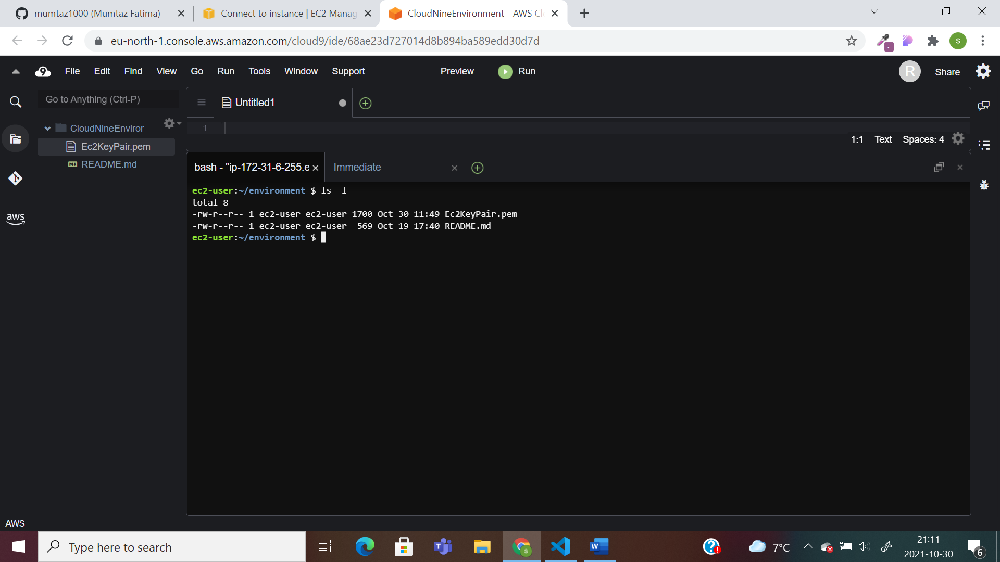 mumtaz1000 (Mumtaz Fatima)
Connect to instance | EC2 Manag
CloudNineEnvironment - AWS Cl
eu-north-1.console.aws.amazon.com/cloud9/ide/68ae23d727014d8b894ba589edd30d7d
S
9 File Edit Find View Go Run Tools Window Support Preview Run R Share
Go to Anything (Ctrl-P)
CloudNineEnviror
Ec2KeyPair.pem
README.md
aws
Untitled1
1
1:1 Text Spaces: 4
bash - "ip-172-31-6-255.e
Immediate
ec2-user:~/environment $ ls -l
total 8
-rw-r--r-- 1 ec2-user ec2-user 1700 Oct 30 11:49 Ec2KeyPair.pem
-rw-r--r-- 1 ec2-user ec2-user  569 Oct 19 17:40 README.md
ec2-user:~/environment $
AWS
Type here to search
T
S
W
7°C
21:11
2021-10-30
6